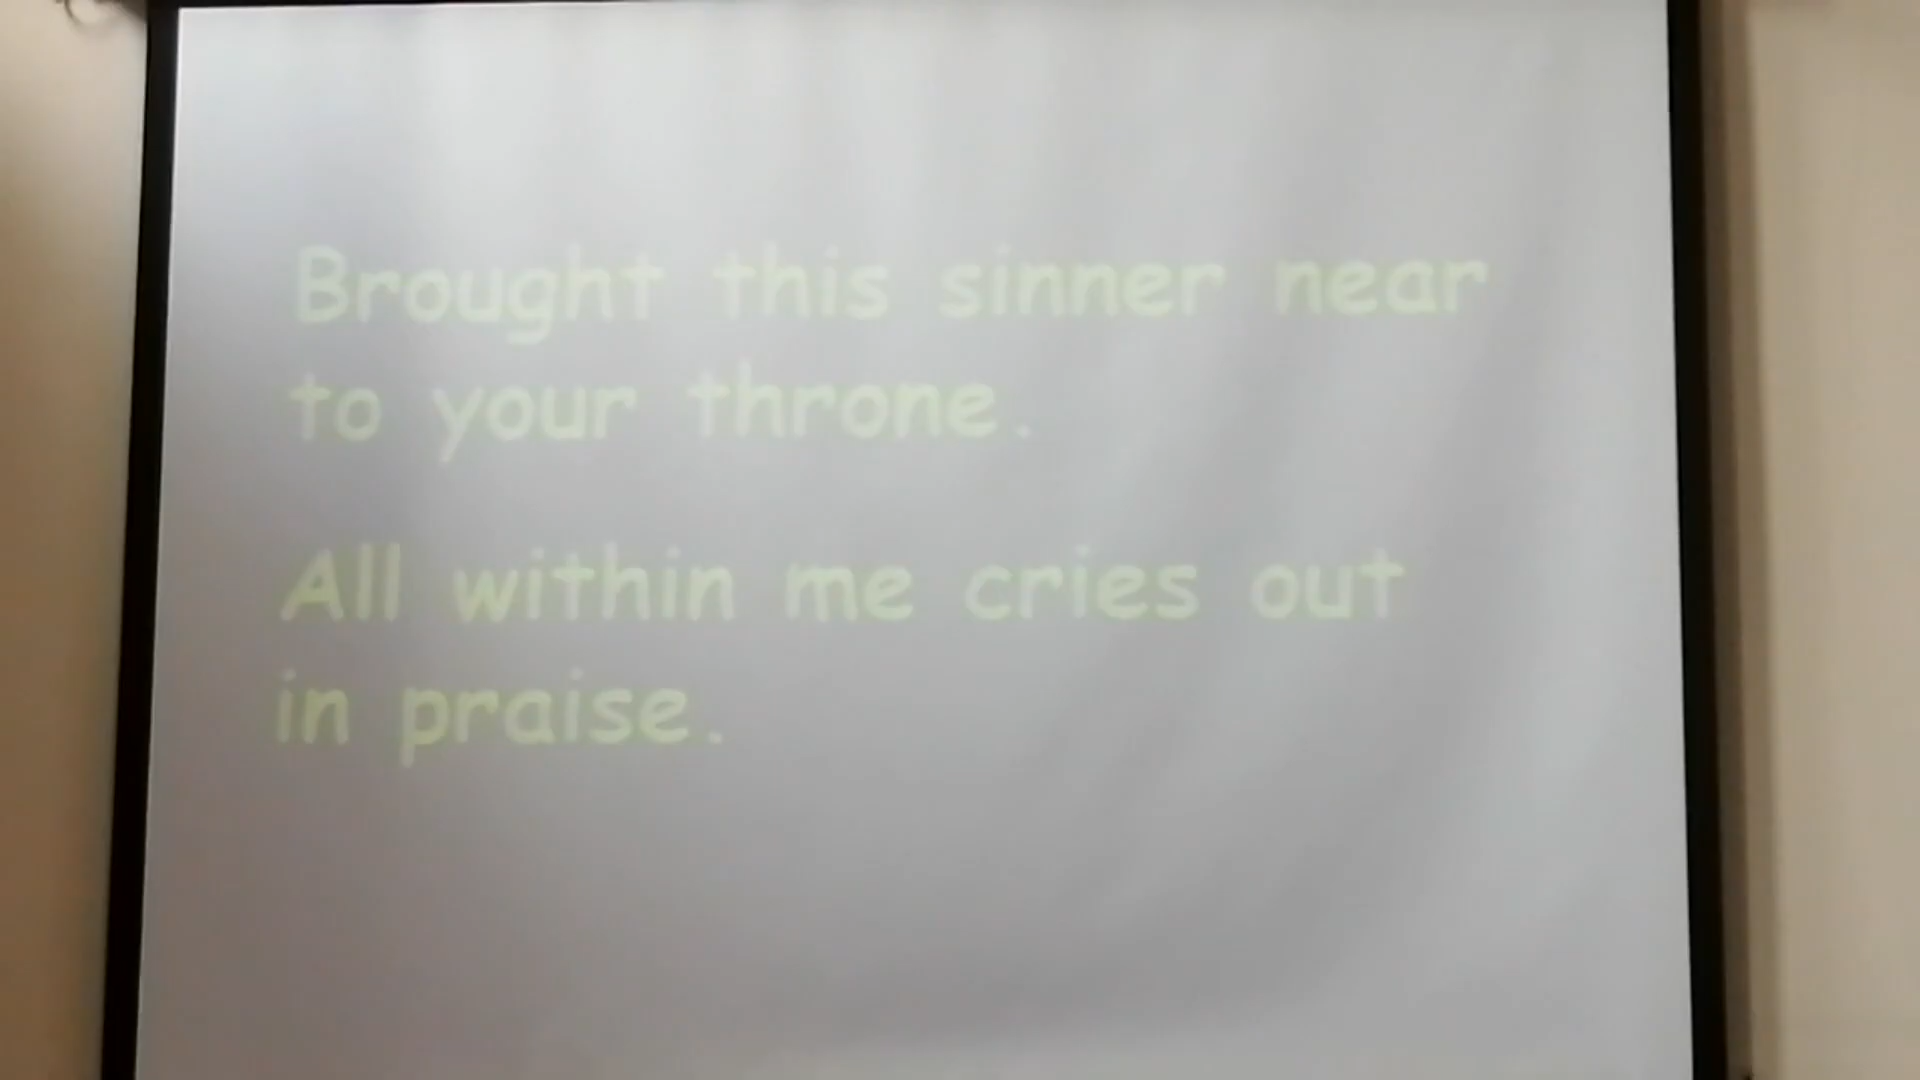 Brought this sinner near
to your throne.
All within me cries out
in praise.